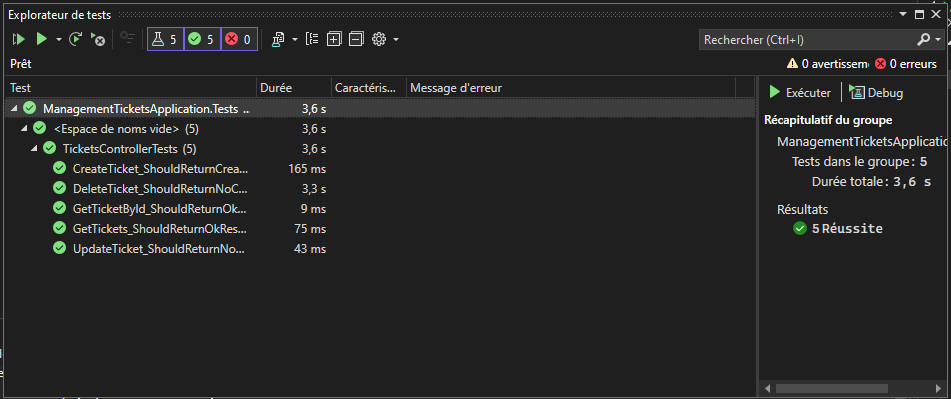 Explorateur de tests
5 5 0
Rechercher (Ctrl+I)
Prêt
0 avertissem 0 erreurs
Test Durée Caractéris... Message d'erreur
ManagementTicketsApplication.Tests .. 3,6 s
<Espace de noms vide> (5) 3,6 s
TicketsControllerTests (5) 3,6 s
CreateTicket_ShouldReturnCrea... 165 ms
DeleteTicket_ShouldReturnNoC... 3,3 s
GetTicketById_ShouldReturnOk... 9 ms
GetTickets_ShouldReturnOkRes... 75 ms
UpdateTicket_ShouldReturnNo... 43 ms
Exécuter Debug
Récapitulatif du groupe
ManagementTicketsApplicatio
Tests dans le groupe: 5
Durée totale: 3,6 s
Résultats
5 Réussite